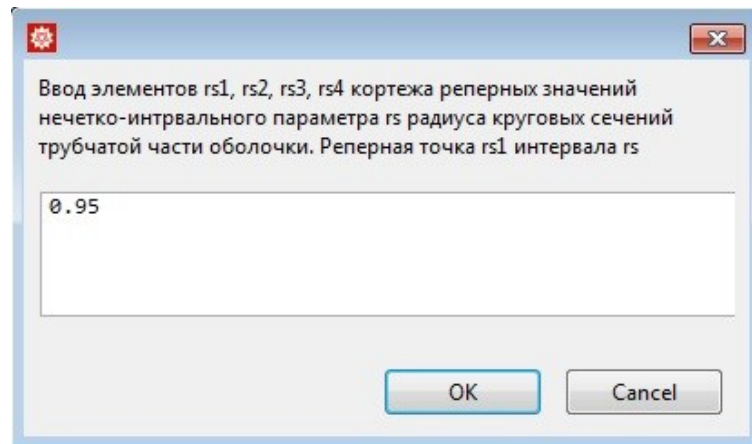 Ввод элементов rs1, rs2, rs3, rs4 кортежа реперных значений
нечетко-интрвального параметра rs радиуса круговых сечений
трубчатой части оболочки. Реперная точка rs1 интервала rs
0.95
OK
Cancel